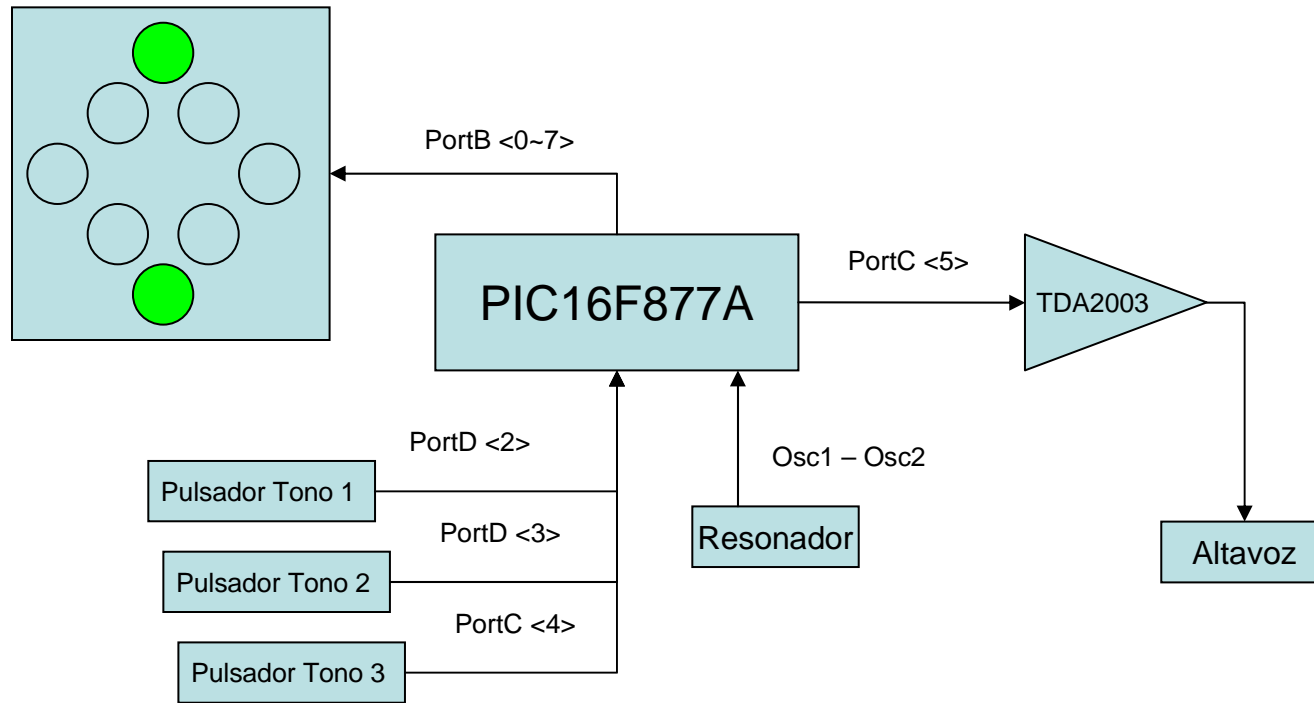 PortB <0~7>
PIC16F877A
PortC <5>
TDA2003
PortD <2>
Osc1 – Osc2
Pulsador Tono 1
PortD <3>
Resonador
Altavoz
Pulsador Tono 2
PortC <4>
Pulsador Tono 3